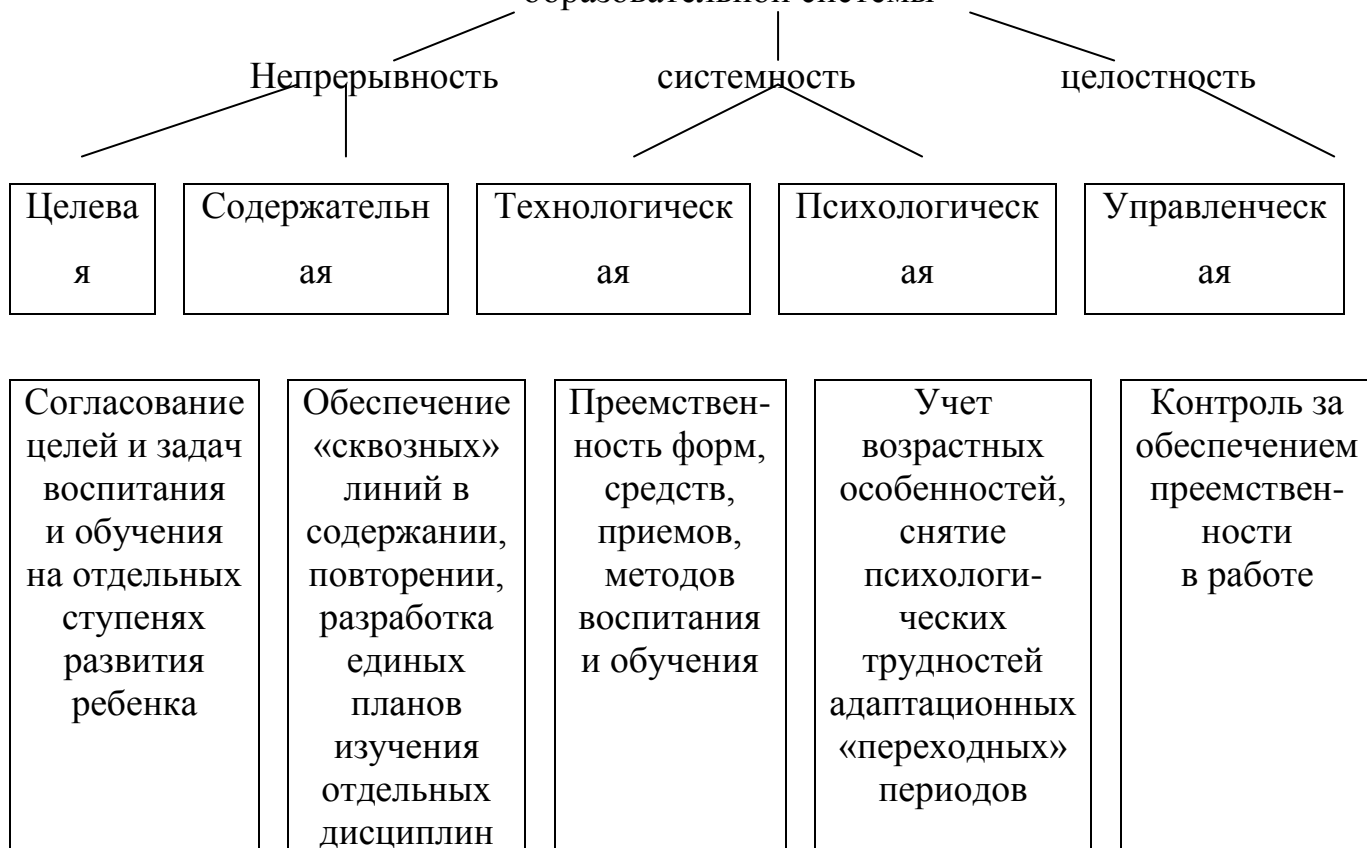 образовательной системы
Непрерывность системность целостность
Целева
я
Содержательн
ая
Технологическ
ая
Психологическ
ая
Управленческ
ая
Согласование
целей и задач
воспитания
и обучения
на отдельных
ступенях
развития
ребенка
Обеспечение
«сквозных»
линий в
содержании,
повторении,
разработка
единых
планов
изучения
отдельных
дисциплин
Преемствен-
ность форм,
средств,
приемов,
методов
воспитания
и обучения
Учет
возрастных
особенностей,
снятие
психологи-
ческих
трудностей
адаптационных
«переходных»
периодов
Контроль за
обеспечением
преемствен-
ности
в работе